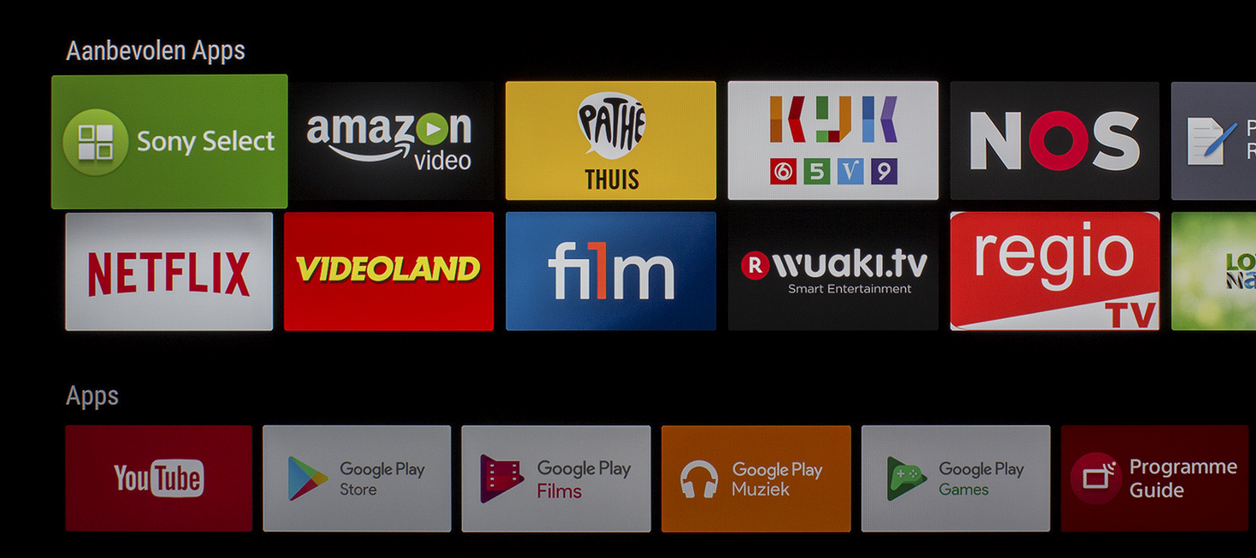 Aanbevolen Apps
Sony Select
amazon
video
PATHÉ
THUIS
KIJK
6 5 V 9
NOS
P
R
NETFLIX
VIDEOLAND
film
R wuaki.tv
Smart Entertainment
regio
TV
LO
Na
Apps
YouTube
Google Play
Store
Google Play
Films
Google Play
Muziek
Google Play
Games
Programme
Guide